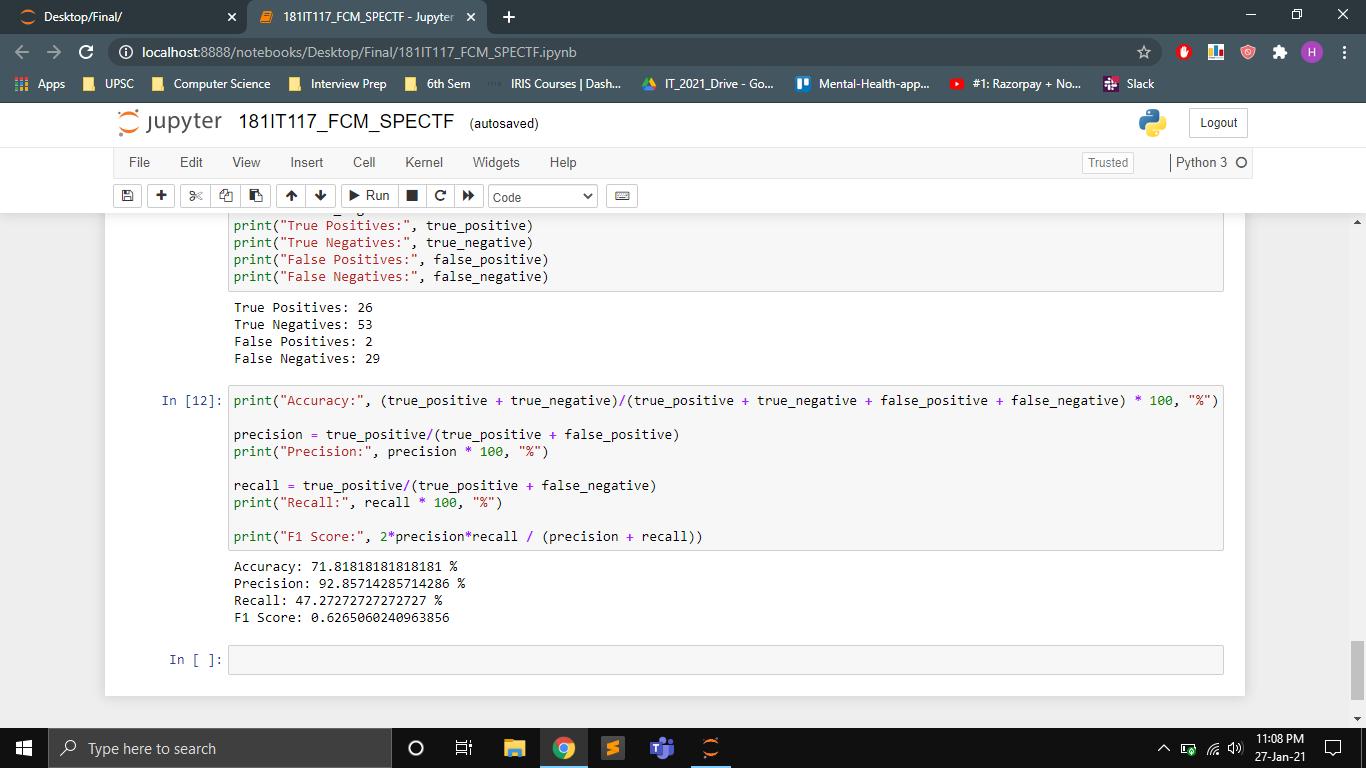 Desktop/Final/
181IT117_FCM_SPECTF - Jupyter
localhost:8888/notebooks/Desktop/Final/181IT117_FCM_SPECTF.ipynb
H
Apps UPSC Computer Science Interview Prep 6th Sem IRIS Courses | Dash... IT_2021_Drive - Go... Mental-Health-app... #1: Razorpay + No... Slack
jupyter 181IT117_FCM_SPECTF (autosaved)
Logout
File Edit View Insert Cell Kernel Widgets Help
Trusted Python 3
Run Code
print("True Positives:", true_positive)
print("True Negatives:", true_negative)
print("False Positives:", false_positive)
print("False Negatives:", false_negative)
True Positives: 26
True Negatives: 53
False Positives: 2
False Negatives: 29
In [12]: print("Accuracy:", (true_positive + true_negative)/(true_positive + true_negative + false_positive + false_negative) * 100, "%")
precision = true_positive/(true_positive + false_positive)
print("Precision:", precision * 100, "%")
recall = true_positive/(true_positive + false_negative)
print("Recall:", recall * 100, "%")
print("F1 Score:", 2*precision*recall / (precision + recall))
Accuracy: 71.81818181818181 %
Precision: 92.85714285714286 %
Recall: 47.27272727272727 %
F1 Score: 0.6265060240963856
In [ ]:
Type here to search
11:08 PM
27-Jan-21